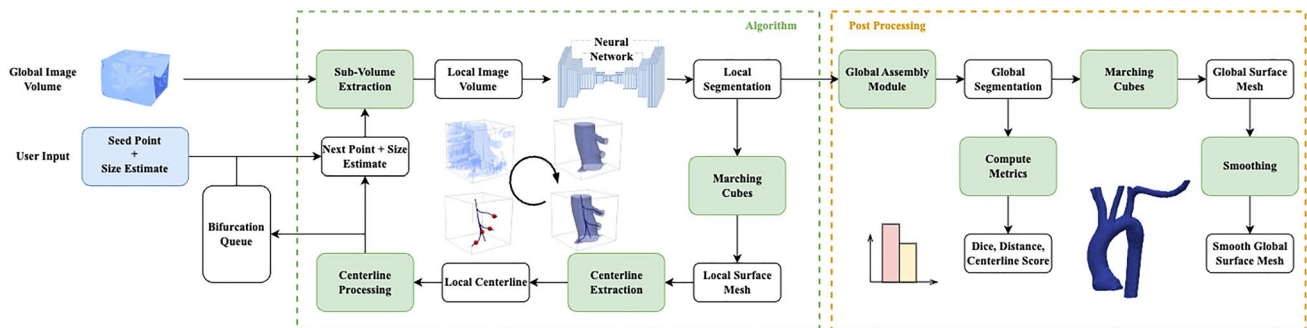 Algorithm
Post Processing
Global Image
Volume
Sub-Volume
Extraction
Local Image
Volume
Neural
Network
Local
Segmentation
Global Assembly
Module
Global
Segmentation
Marching
Cubes
Global Surface
Mesh
User Input
Seed Point
+
Size Estimate
Next Point + Size
Estimate
Marching
Cubes
Compute
Metrics
Smoothing
Bifurcation
Queue
Centerline
Processing
Local Centerline
Centerline
Extraction
Local Surface
Mesh
Dice, Distance,
Centerline Score
Smooth Global
Surface Mesh